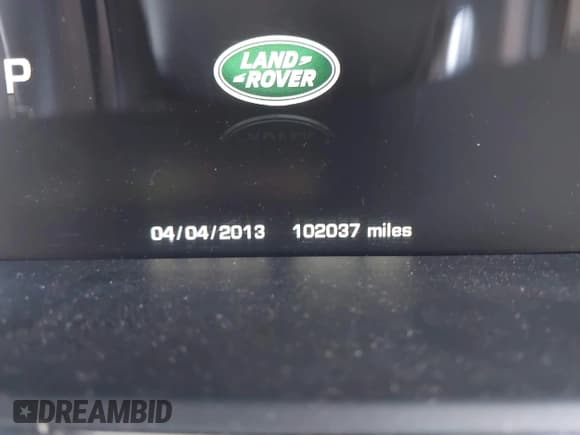 P
LAND
ROVER
04/04/2013 102037 miles
DREAMBID